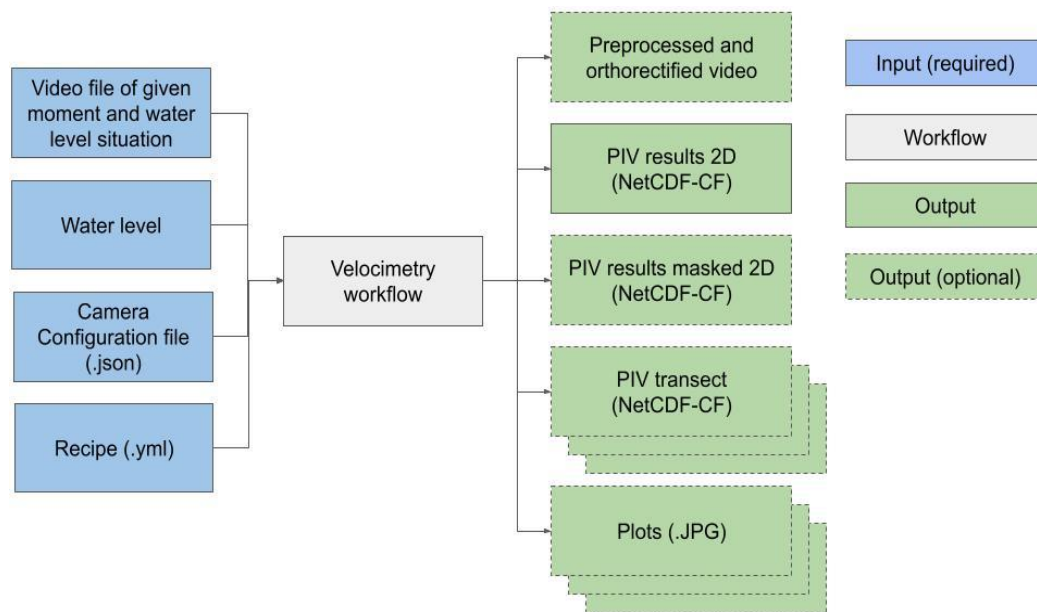 Video file of given
moment and water
level situation
Water level
Camera
Configuration file
(.json)
Recipe (.yml)
Velocimetry
workflow
Preprocessed and
orthorectified video
PIV results 2D
(NetCDF-CF)
PIV results masked 2D
(NetCDF-CF)
PIV transect
(NetCDF-CF)
Plots (.JPG)
Input (required)
Workflow
Output
Output (optional)